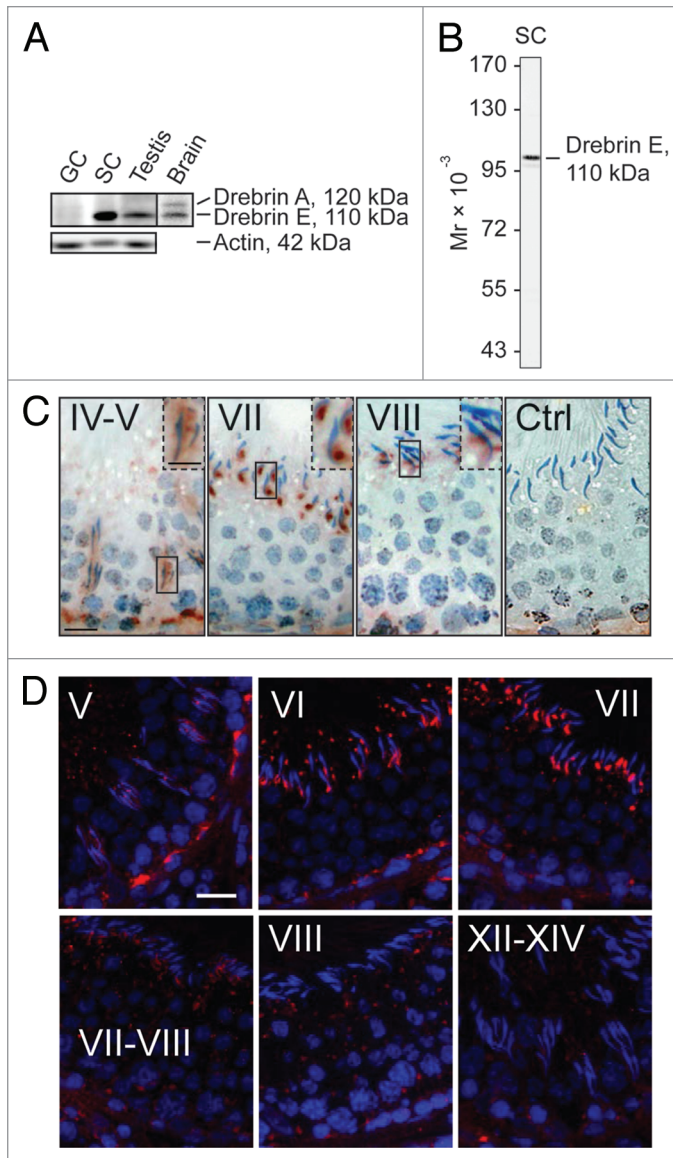 A
GC
SC
Testis
Brain
Drebrin A, 120 kDa
Drebrin E, 110 kDa
Actin, 42 kDa
B
SC
170
130
95
72
55
43
Mr × 10⁻³
Drebrin E,
110 kDa
C
IV-V
VII
VIII
Ctrl
D
V
VI
VII
VII-VIII
VIII
XII-XIV